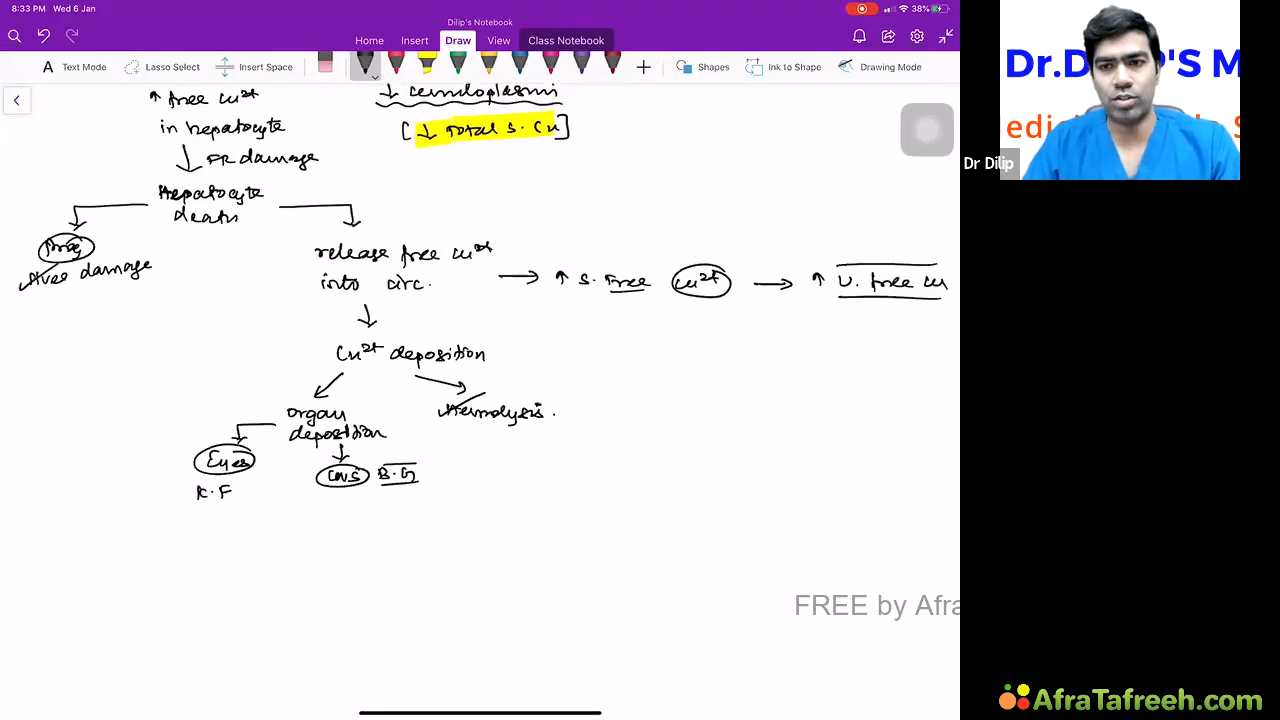 8:33 PM Wed 6 Jan
38%
Dilip's Notebook
Home Insert Draw View Class Notebook
Text Mode Lasso Select Insert Space Shapes Ink to Shape Drawing Mode
↑ free Cu2+
in hepatocyte
↓ FR damage
Hepatocyte
death
damage
↓ ceruloplasmi
[↓ Total S. Cu]
release free Cu2+
into circ.
→ ↑ S. Free Cu2+ → ↑ U. free Cu
↓
Cu2+ deposition
organ
deposition
Hemolysis.
Eyes
K.F
CNS B.G
Dr.D 'S M
edi S
Dr Dilip
FREE by Afra
AfraTafreeh.com